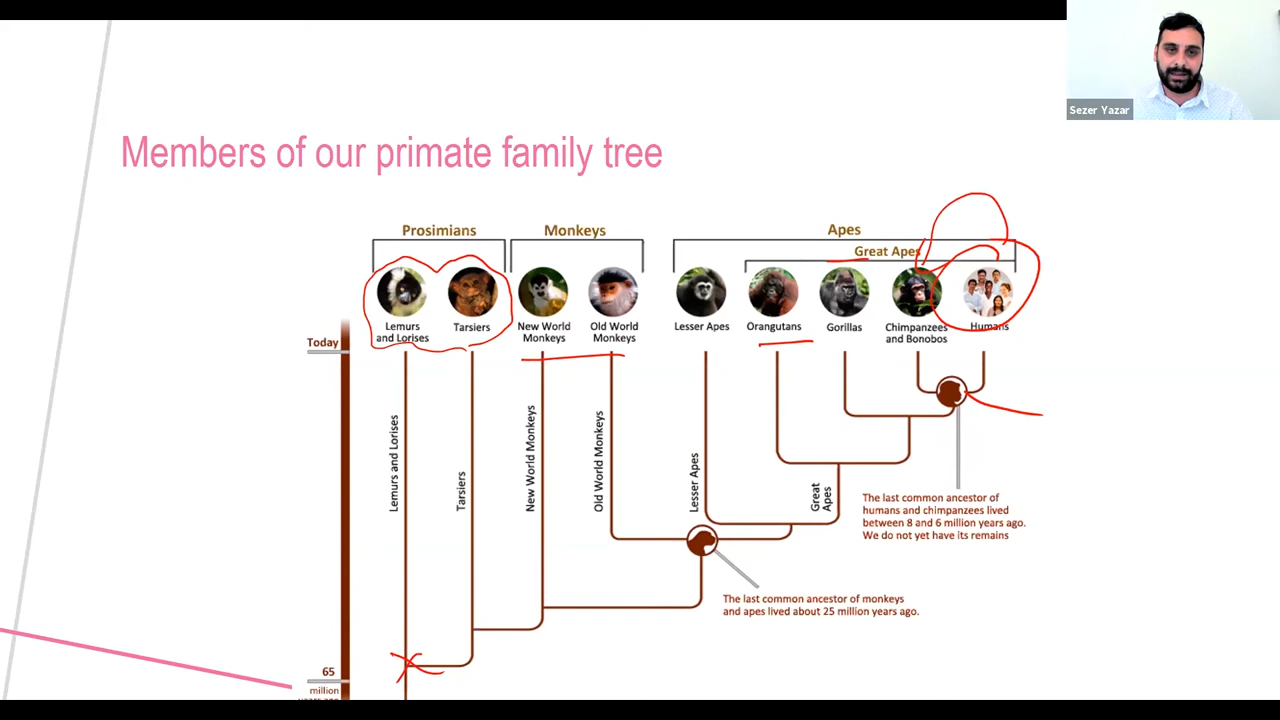 Sezer Yazar
Members of our primate family tree
Prosimians
Monkeys
Apes
Great Apes
Lemurs
and Lorises
Tarsiers
New World
Monkeys
Old World
Monkeys
Lesser Apes
Orangutans
Gorillas
Chimpanzees
and Bonobos
Humans
Today
Lemurs and Lorises
Tarsiers
New World Monkeys
Old World Monkeys
Lesser Apes
Great
Apes
The last common ancestor of
humans and chimpanzees lived
between 8 and 6 million years ago.
We do not yet have its remains
The last common ancestor of monkeys
and apes lived about 25 million years ago.
65
million